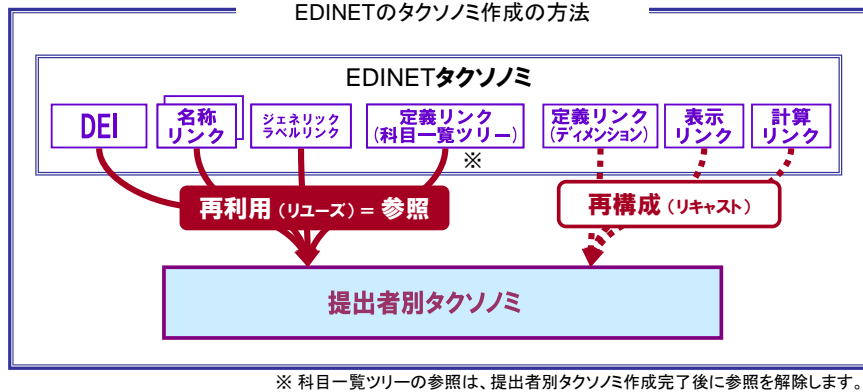 EDINETのタクソノミ作成の方法
EDINETタクソノミ
DEI
名称
リンク
ジェネリック
ラベルリンク
定義リンク
(科目一覧ツリー)
定義リンク
(ディメンション)
表示
リンク
計算
リンク
※
再利用（リユーズ）＝ 参照
再構成（リキャスト）
提出者別タクソノミ
※ 科目一覧ツリーの参照は、提出者別タクソノミ作成完了後に参照を解除します。